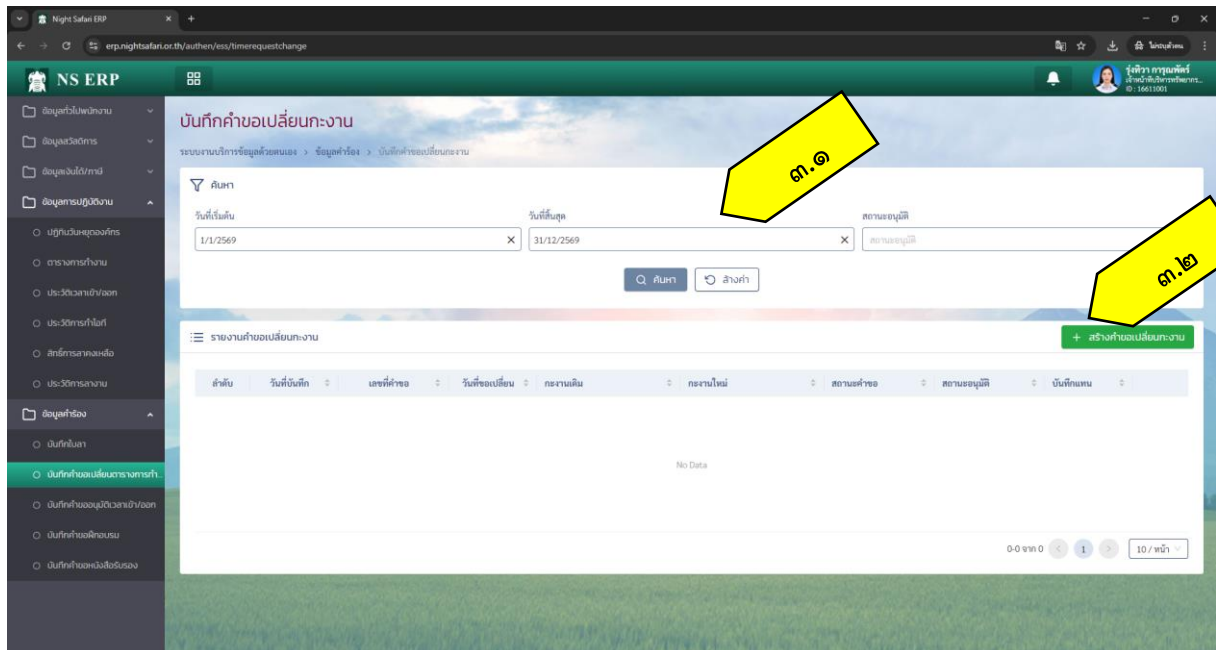 Night Safari ERP
erp.nightsafari.or.th/authen/ess/timerequestchange
ไม่ระบุตัวตน
NS ERP
รุ่งทิวา การุณพัคร์
ID : 16611001
ข้อมูลทั่วไปพนักงาน
ข้อมูลสวัสดิการ
ข้อมูลเงินได้/ภาษี
ข้อมูลการปฏิบัติงาน
ปฏิทินวันหยุดองค์กร
ตารางการทำงาน
ประวัติเวลาเข้า/ออก
ประวัติการทำโอที
สิทธิ์การลาคงเหลือ
ประวัติการลางาน
ข้อมูลคำร้อง
บันทึกใบลา
บันทึกคำขอเปลี่ยนตารางการทำ...
บันทึกคำขออนุมัติเวลาเข้า/ออก
บันทึกคำขอฝึกอบรม
บันทึกคำขอหนังสือรับรอง
บันทึกคำขอเปลี่ยนกะงาน
ระบบงานบริการข้อมูลด้วยตนเอง > ข้อมูลคำร้อง > บันทึกคำขอเปลี่ยนกะงาน
ค้นหา
๓.๑
วันที่เริ่มต้น วันที่สิ้นสุด สถานะอนุมัติ
1/1/2569 31/12/2569 สถานะอนุมัติ
ค้นหา ล้างค่า
๓.๒
รายงานคำขอเปลี่ยนกะงาน
+ สร้างคำขอเปลี่ยนกะงาน
ลำดับ วันที่บันทึก เลขที่คำขอ วันที่ขอเปลี่ยน กะงานเดิม กะงานใหม่ สถานะคำขอ สถานะอนุมัติ บันทึกแทน
No Data
0-0 จาก 0 < 1 > 10 / หน้า